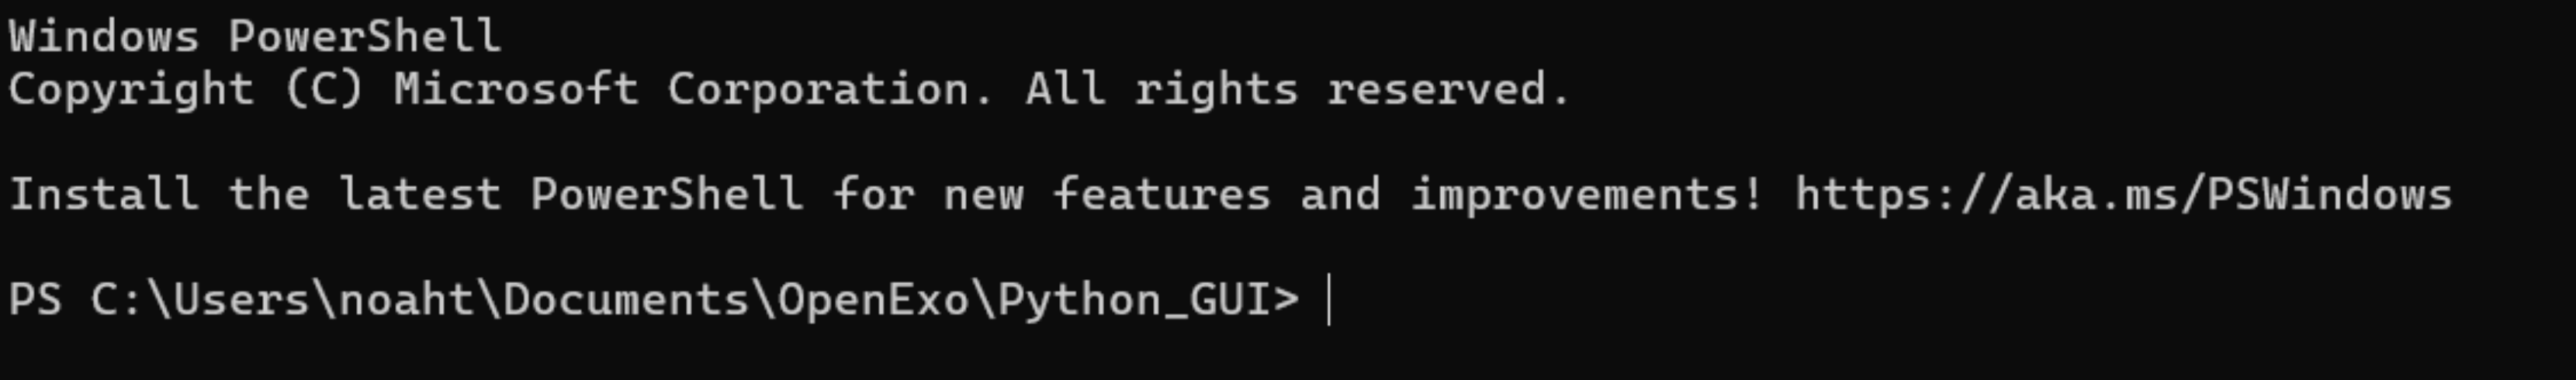 Windows PowerShell
Copyright (C) Microsoft Corporation. All rights reserved.
Install the latest PowerShell for new features and improvements! https://aka.ms/PSWindows
PS C:\Users\noaht\Documents\OpenExo\Python_GUI>